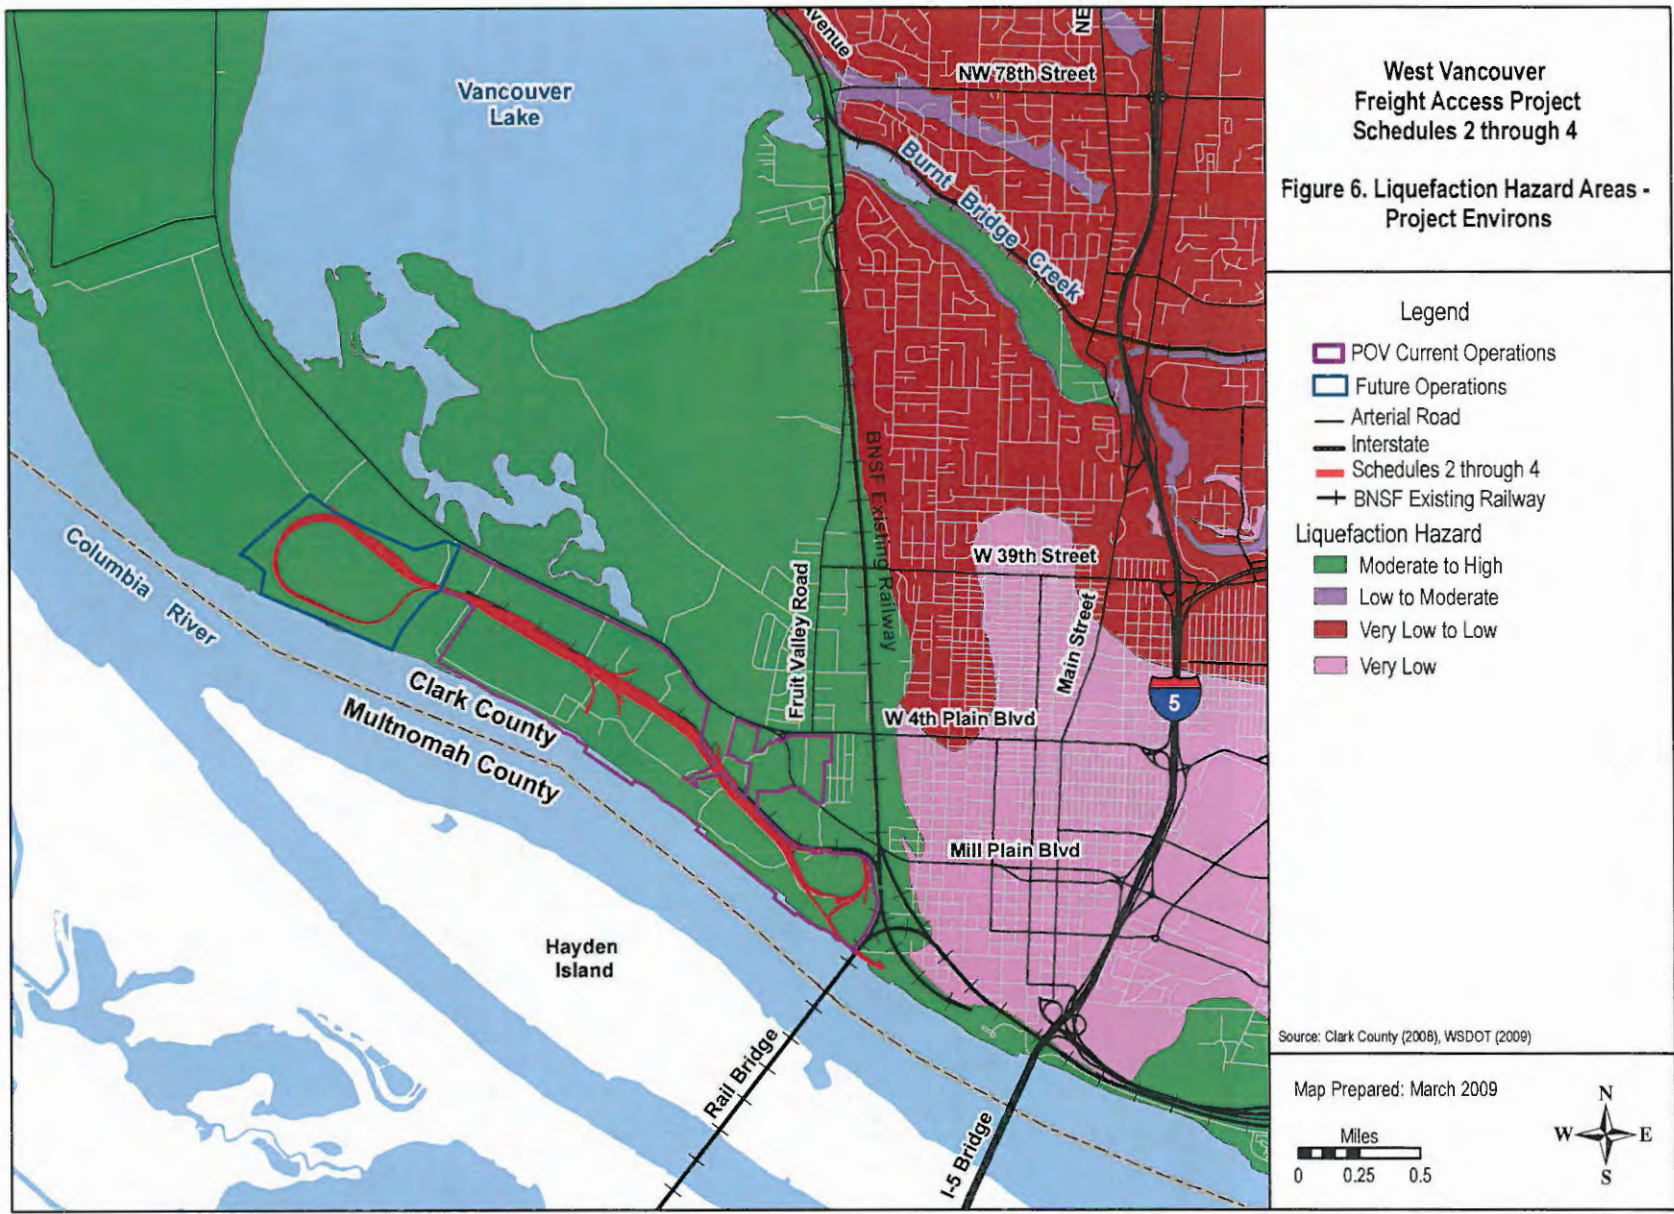 Avenue
NE
NW 78th Street
Vancouver
Lake
Burnt Bridge Creek
BNSF Existing Railway
W 39th Street
Fruit Valley Road
Main Street
Columbia River
Clark County
Multnomah County
5
W 4th Plain Blvd
Mill Plain Blvd
Hayden
Island
Rail Bridge
I-5 Bridge
West Vancouver
Freight Access Project
Schedules 2 through 4
Figure 6. Liquefaction Hazard Areas -
Project Environs
Legend
POV Current Operations
Future Operations
Arterial Road
Interstate
Schedules 2 through 4
BNSF Existing Railway
Liquefaction Hazard
Moderate to High
Low to Moderate
Very Low to Low
Very Low
Source: Clark County (2008), WSDOT (2009)
Map Prepared: March 2009
Miles
0 0.25 0.5
N
W E
S